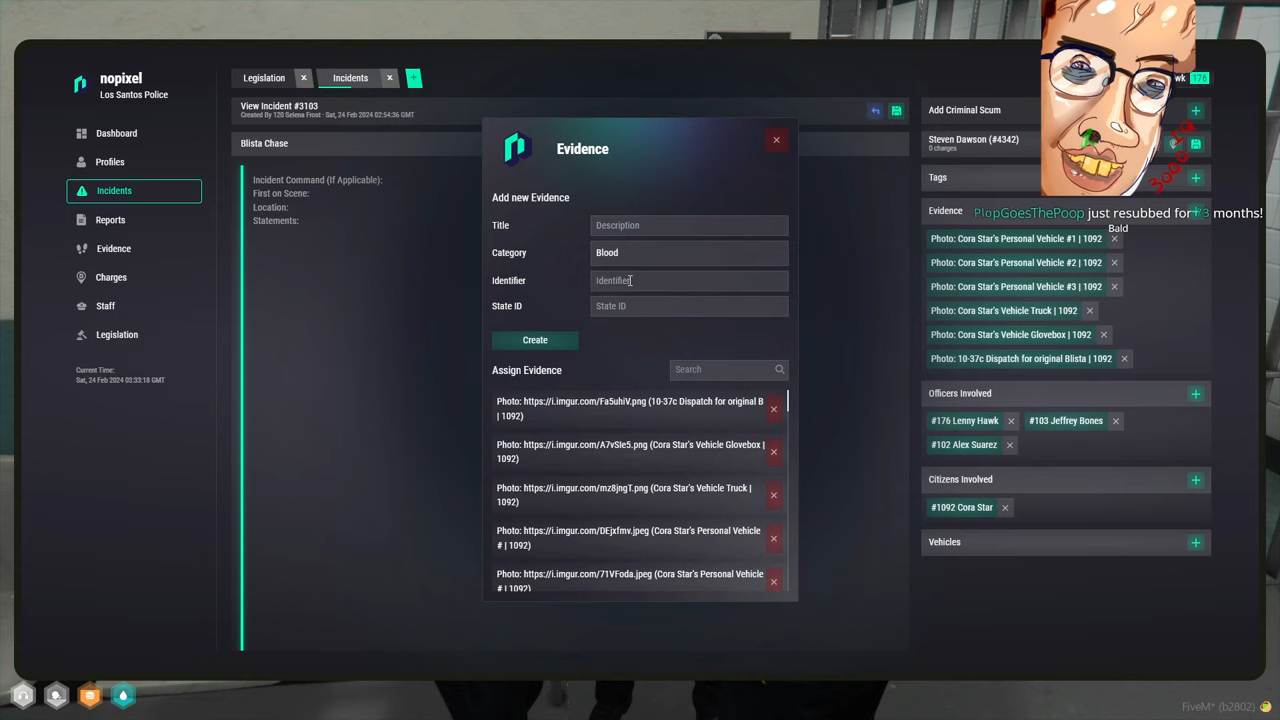 nopixel
Los Santos Police
Dashboard
Profiles
Incidents
Reports
Evidence
Charges
Staff
Legislation
Current Time:
Sat, 24 Feb 2024 03:33:18 GMT
Legislation
Incidents
View Incident #3103
Created By 120 Selena Frost · Sat, 24 Feb 2024 02:54:36 GMT
Blista Chase
Incident Command (If Applicable):
First on Scene:
Location:
Statements:
Evidence
Add new Evidence
Title Description
Category Blood
Identifier Identifier
State ID State ID
Create
Assign Evidence Search
Photo: https://i.imgur.com/Fa5uhiV.png (10-37c Dispatch for original B
| 1092)
Photo: https://i.imgur.com/A7vSIe5.png (Cora Star's Vehicle Glovebox |
1092)
Photo: https://i.imgur.com/mz8jngT.png (Cora Star's Vehicle Truck |
1092)
Photo: https://i.imgur.com/DEjxfmv.jpeg (Cora Star's Personal Vehicle
# | 1092)
Photo: https://i.imgur.com/71VFoda.jpeg (Cora Star's Personal Vehicle
# | 1092)
wk 176
Add Criminal Scum
Steven Dawson (#4342)
0 charges
Tags
Evidence
PlopGoesThePoop just resubbed for 73 months!
Bald
Photo: Cora Star's Personal Vehicle #1 | 1092
Photo: Cora Star's Personal Vehicle #2 | 1092
Photo: Cora Star's Personal Vehicle #3 | 1092
Photo: Cora Star's Vehicle Truck | 1092
Photo: Cora Star's Vehicle Glovebox | 1092
Photo: 10-37c Dispatch for original Blista | 1092
Officers Involved
#176 Lenny Hawk
#103 Jeffrey Bones
#102 Alex Suarez
Citizens Involved
#1092 Cora Star
Vehicles
FiveM* (b2802)